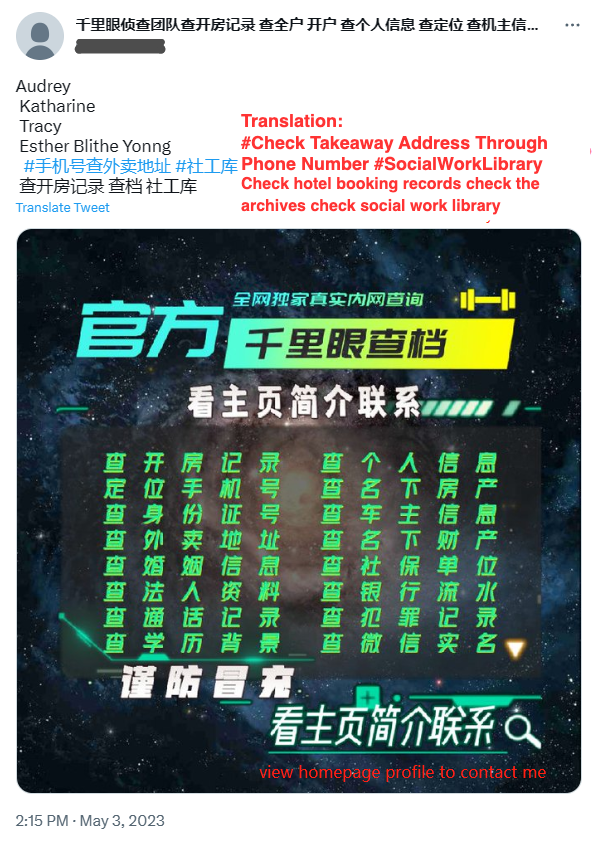 千里眼侦查团队查开房记录 查全户 开户 查个人信息 查定位 查机主信...
Audrey
Katharine
Tracy
Esther Blithe Yonng
#手机号查外卖地址 #社工库
查开房记录 查档 社工库
Translate Tweet
Translation:
#Check Takeaway Address Through
Phone Number #SocialWorkLibrary
Check hotel booking records check the
archives check social work library
官方
全网独家真实内网查询
千里眼查档
看主页简介联系
查开房记录 查个人信息
定位手机号 查名下房产
查身份证号 查车主信息
查外卖地址 查名下财产
查婚姻信息 查社保单位
查法人资料 查银行流水
查通话记录 查犯罪记录
查学历背景 查微信实名
谨防冒充
看主页简介联系
view homepage profile to contact me
2:15 PM · May 3, 2023